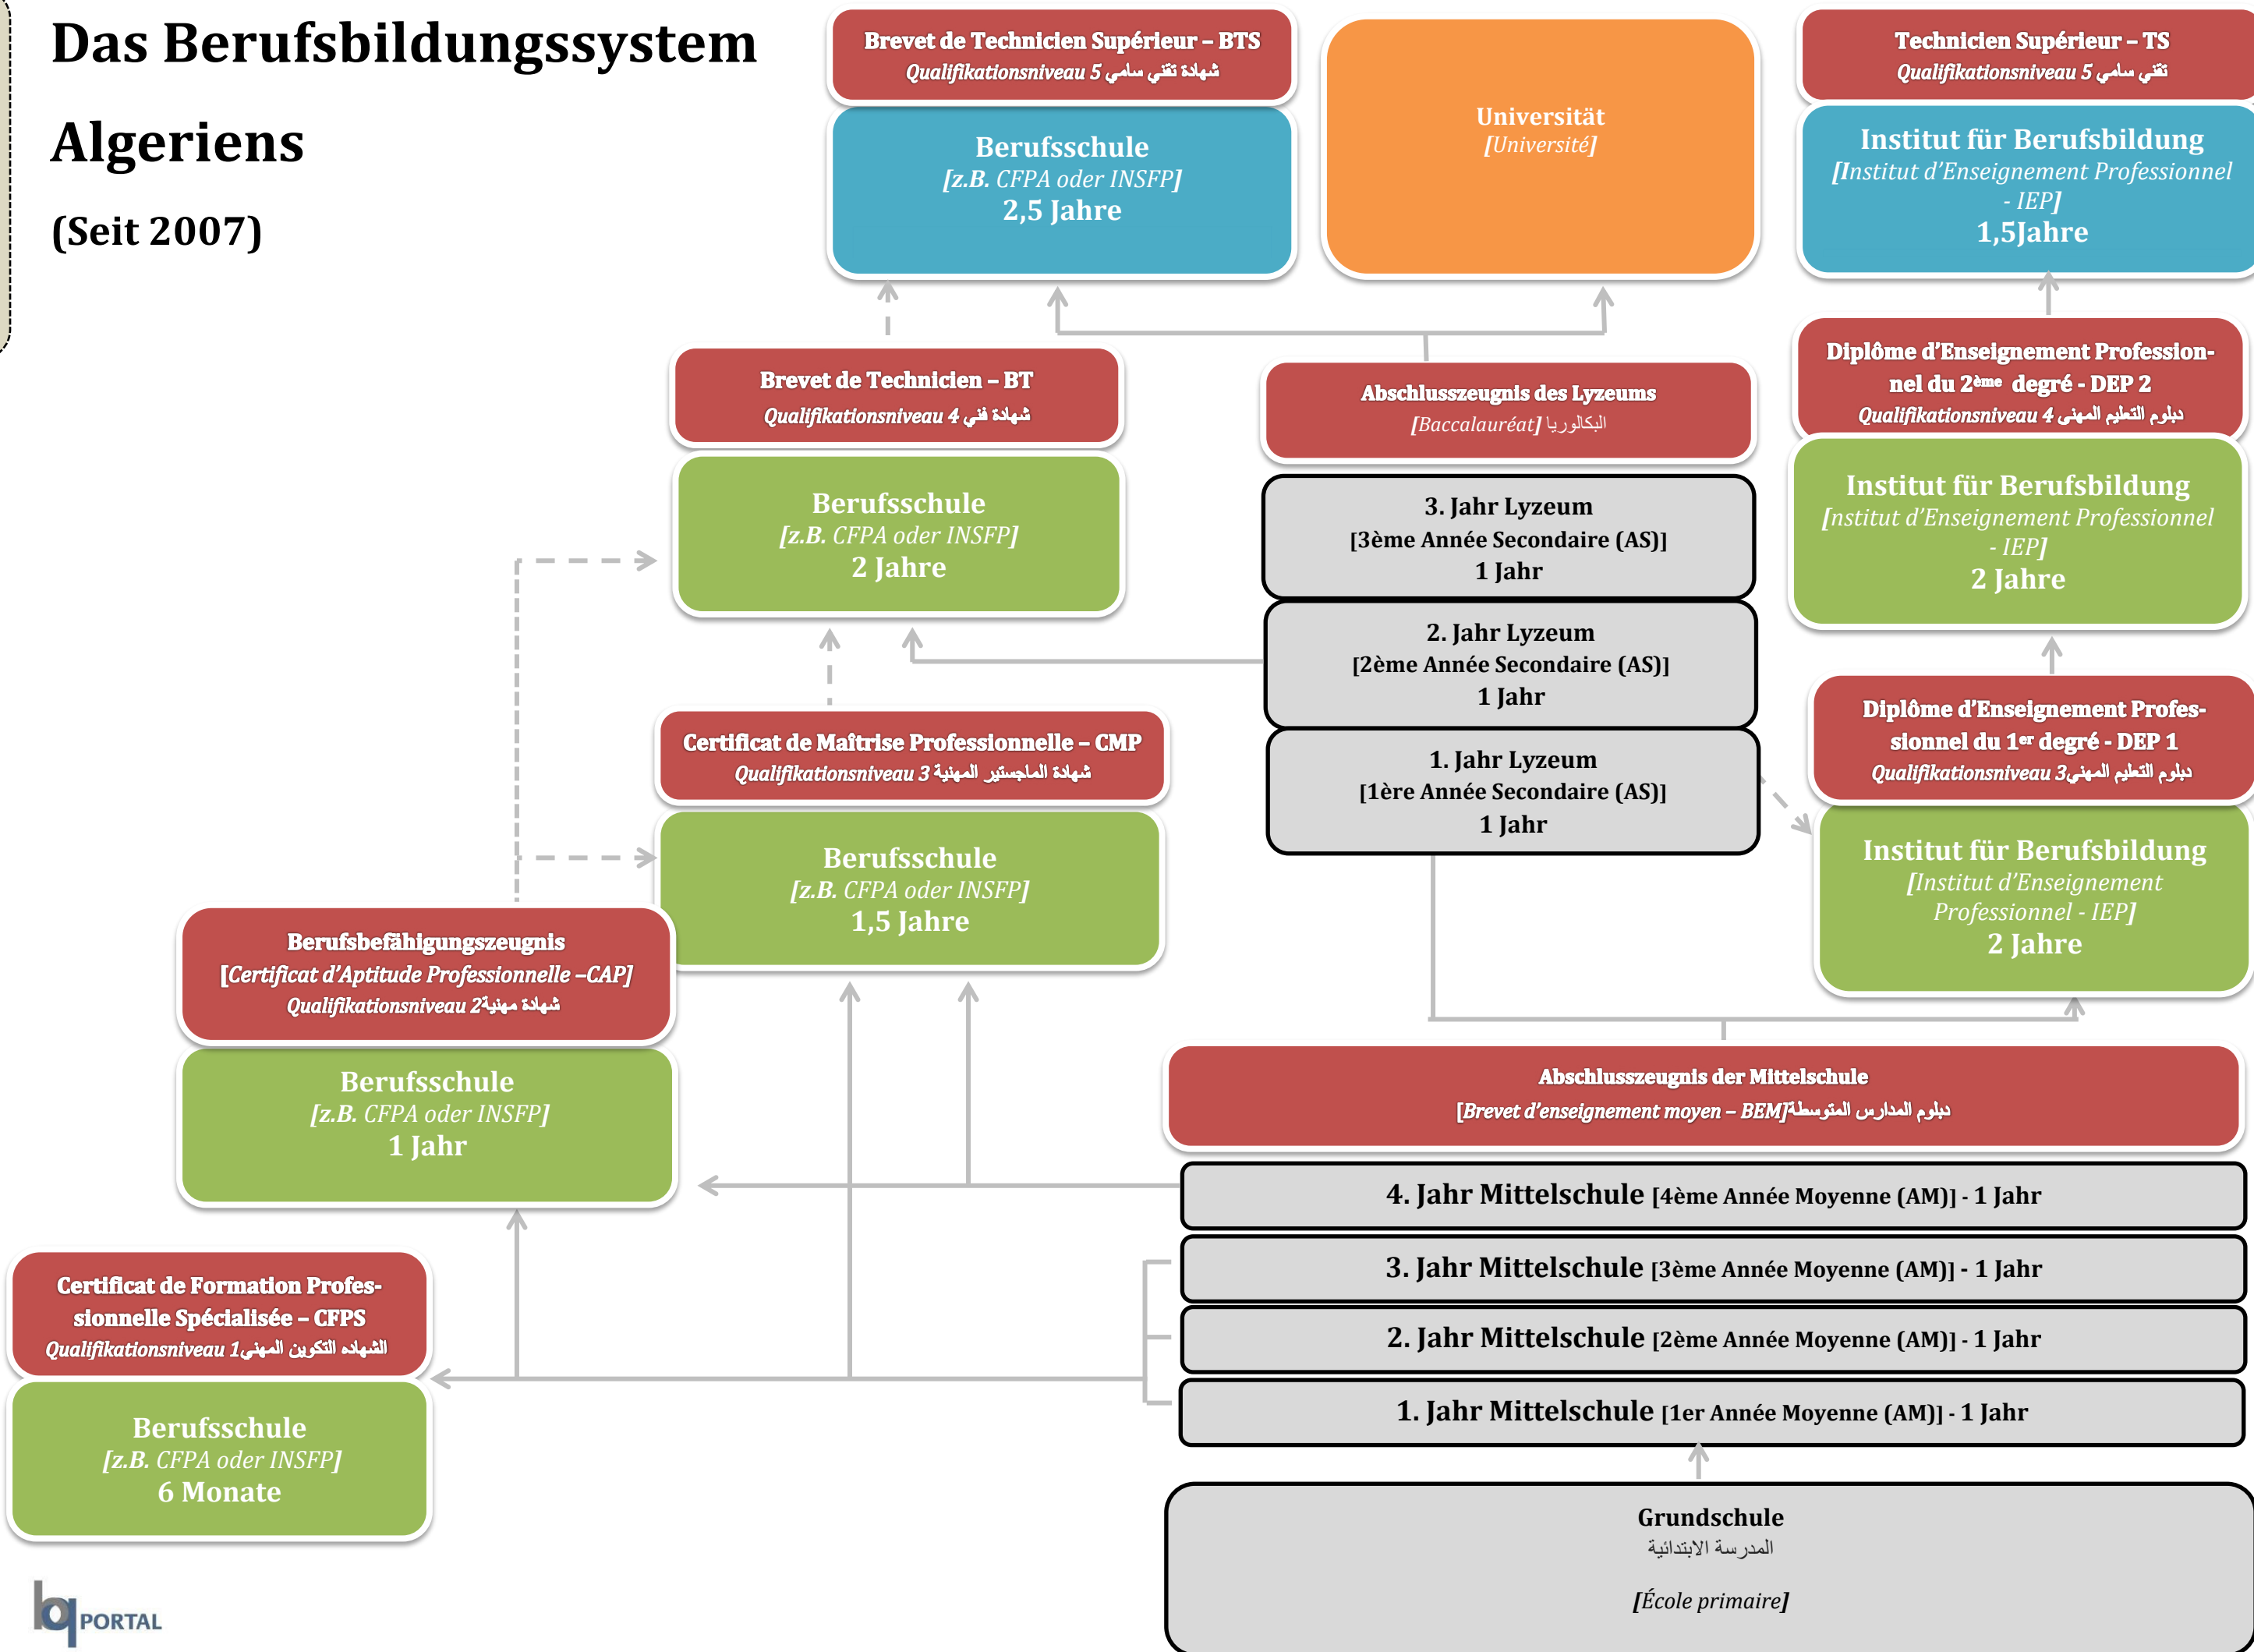 Das Berufsbildungssystem
Algeriens
(Seit 2007)
Brevet de Technicien Supérieur – BTS
Qualifikationsniveau 5 شهادة تقني سامي
Berufsschule
[z.B. CFPA oder INSFP]
2,5 Jahre
Universität
[Université]
Technicien Supérieur – TS
Qualifikationsniveau 5 تقني سامي
Institut für Berufsbildung
[Institut d’Enseignement Professionnel
- IEP]
1,5Jahre
Brevet de Technicien – BT
Qualifikationsniveau 4 شهادة فني
Berufsschule
[z.B. CFPA oder INSFP]
2 Jahre
Abschlusszeugnis des Lyzeums
[Baccalauréat] البكالوريا
3. Jahr Lyzeum
[3ème Année Secondaire (AS)]
1 Jahr
2. Jahr Lyzeum
[2ème Année Secondaire (AS)]
1 Jahr
1. Jahr Lyzeum
[1ère Année Secondaire (AS)]
1 Jahr
Diplôme d’Enseignement Profession-
nel du 2ème degré - DEP 2
Qualifikationsniveau 4 دبلوم التعليم المهنى
Institut für Berufsbildung
[nstitut d’Enseignement Professionnel
- IEP]
2 Jahre
Diplôme d’Enseignement Profes-
sionnel du 1er degré - DEP 1
Qualifikationsniveau 3دبلوم التعليم المهنى
Institut für Berufsbildung
[Institut d’Enseignement
Professionnel - IEP]
2 Jahre
Certificat de Maîtrise Professionnelle – CMP
Qualifikationsniveau 3 شهادة الماجستير المهنية
Berufsschule
[z.B. CFPA oder INSFP]
1,5 Jahre
Berufsbefähigungszeugnis
[Certificat d’Aptitude Professionnelle –CAP]
Qualifikationsniveau 2شهادة مهنية
Berufsschule
[z.B. CFPA oder INSFP]
1 Jahr
Certificat de Formation Profes-
sionnelle Spécialisée – CFPS
Qualifikationsniveau 1الشهاده التكوين المهني
Berufsschule
[z.B. CFPA oder INSFP]
6 Monate
Abschlusszeugnis der Mittelschule
[Brevet d’enseignement moyen – BEM]دبلوم المدارس المتوسطة
4. Jahr Mittelschule [4ème Année Moyenne (AM)] - 1 Jahr
3. Jahr Mittelschule [3ème Année Moyenne (AM)] - 1 Jahr
2. Jahr Mittelschule [2ème Année Moyenne (AM)] - 1 Jahr
1. Jahr Mittelschule [1er Année Moyenne (AM)] - 1 Jahr
Grundschule
المدرسة الابتدائية
[École primaire]
bq PORTAL